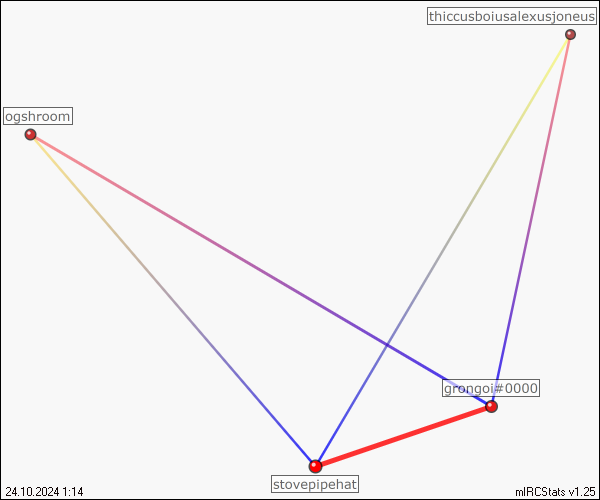 thiccusboiusalexusjoneus
ogshroom
grongoi#0000
stovepipehat
24.10.2024 1:14
mIRCStats v1.25